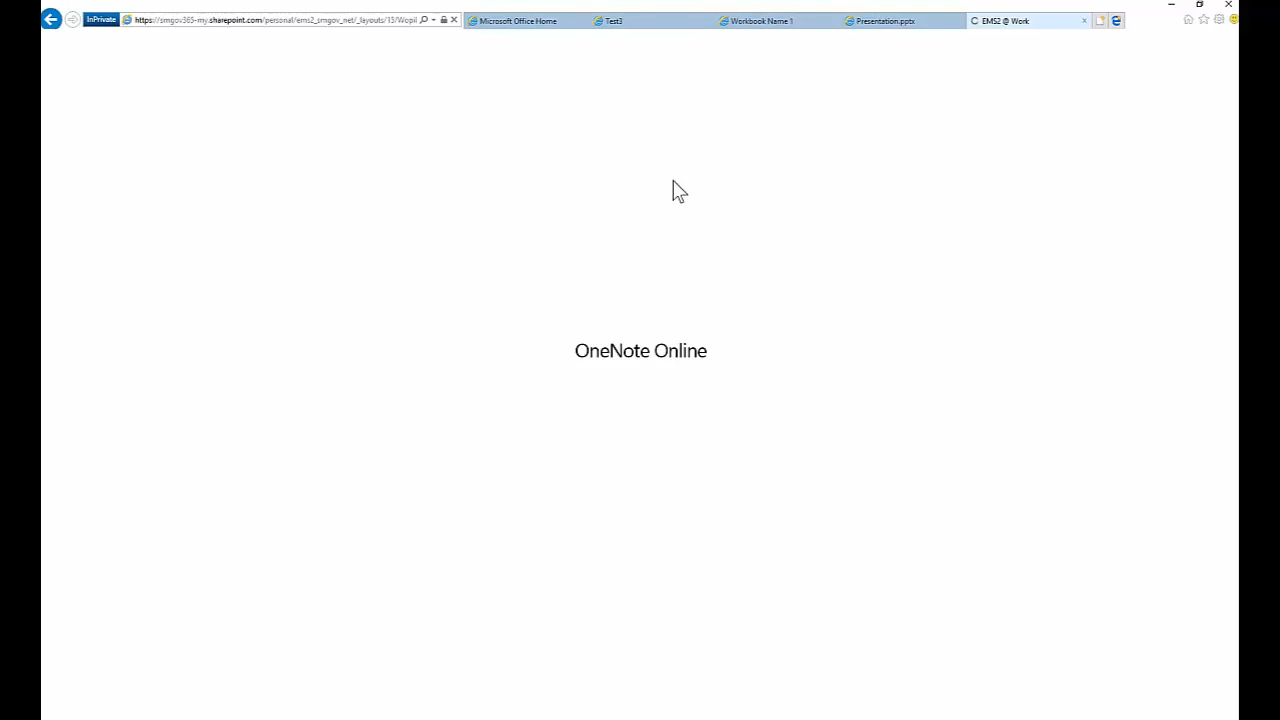 InPrivate
https://smgov365-my.sharepoint.com/personal/ems2_smgov_net/_layouts/15/Wopi
Microsoft Office Home
Test3
Workbook Name 1
Presentation.pptx
EMS2 @ Work
OneNote Online